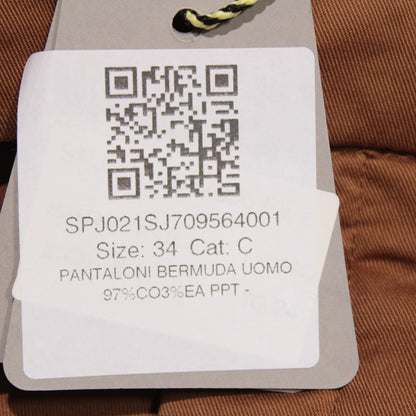 SPJ021SJ709564001
Size: 34 Cat: C
PANTALONI BERMUDA UOMO
97%CO3%EA PPT -